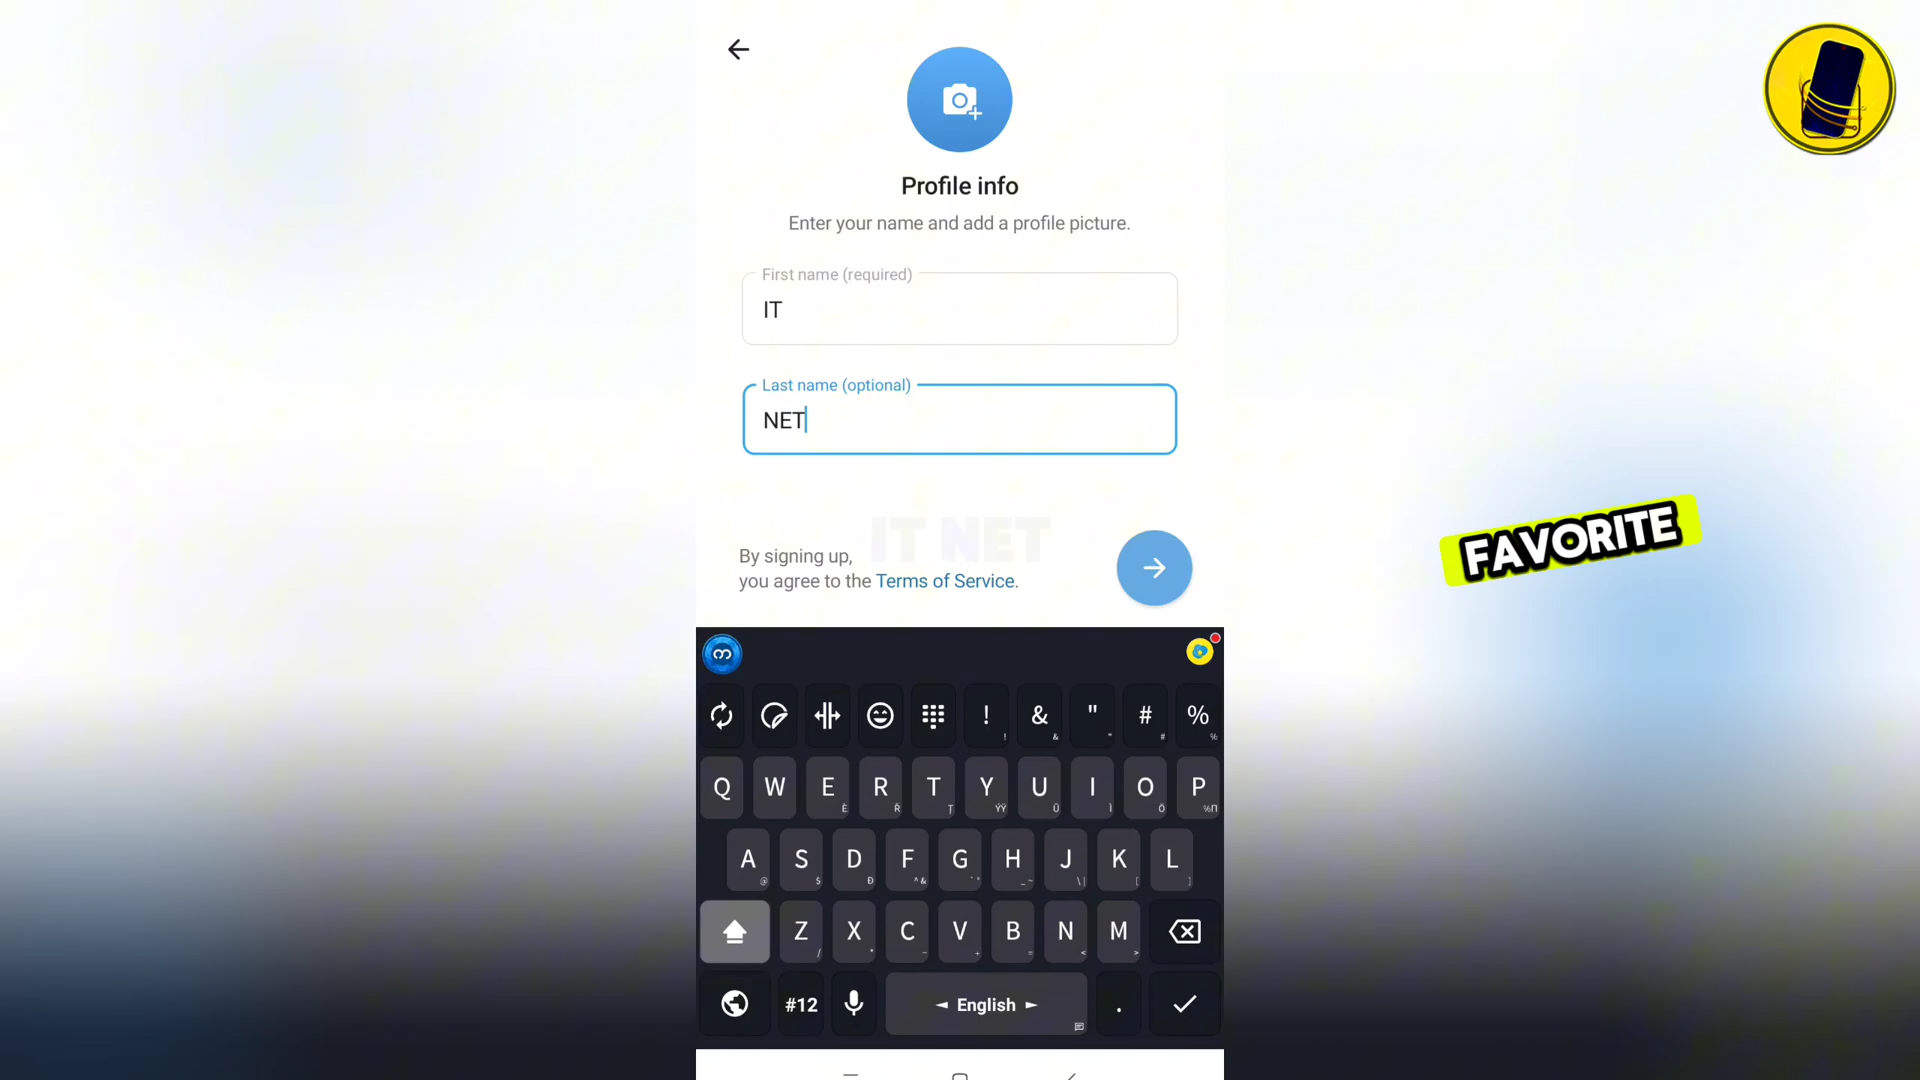 Profile info
Enter your name and add a profile picture.
First name (required)
IT
Last name (optional)
NET
IT NET
By signing up,
you agree to the Terms of Service.
FAVORITE
! & " # %
Q W E R T Y U I O P
A S D F G H J K L
Z X C V B N M
#12 English .